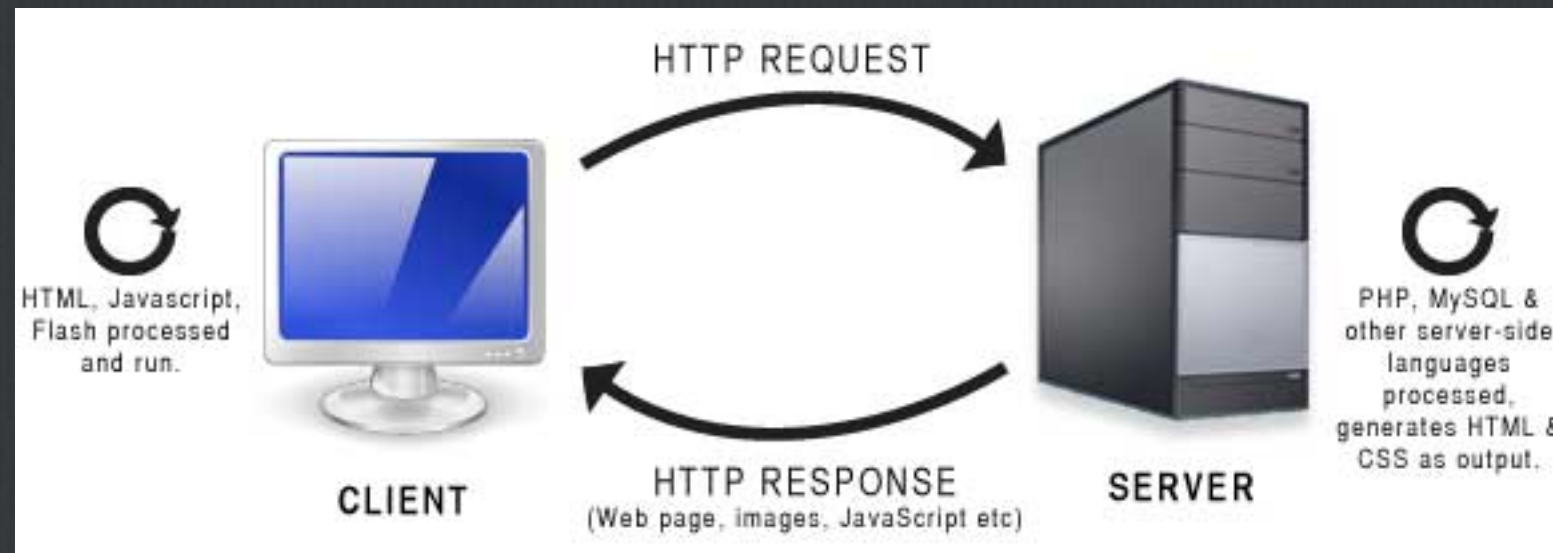 HTTP REQUEST
HTML, Javascript,
Flash processed
and run.
PHP, MySQL &
other server-side
languages
processed,
generates HTML &
CSS as output.
CLIENT
HTTP RESPONSE
(Web page, images, JavaScript etc)
SERVER